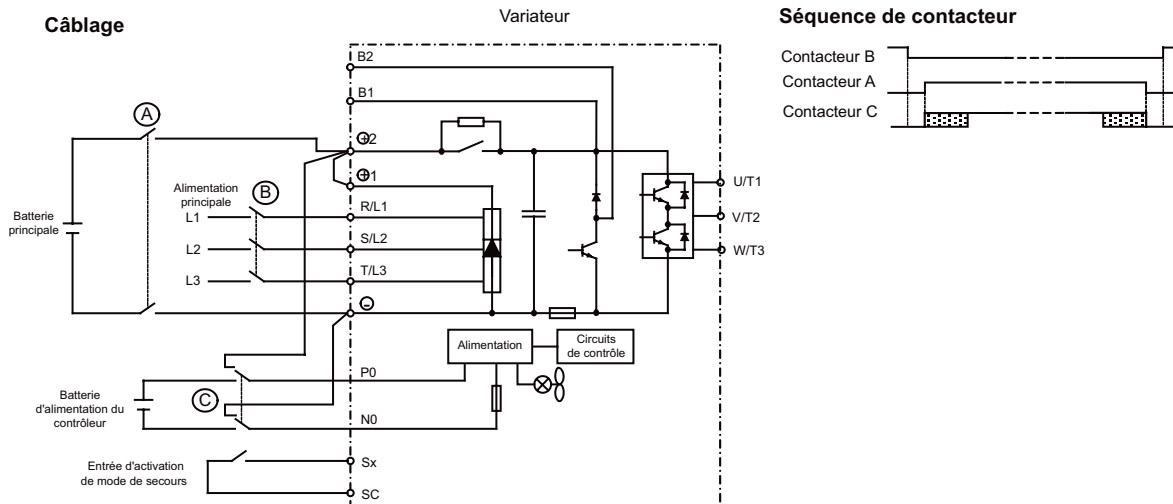 Câblage
Variateur
Séquence de contacteur
Contacteur B
Contacteur A
Contacteur C
B2
B1
A
⊕2
⊕1
Alimentation
principale
B
L1
R/L1
U/T1
Batterie
principale
L2
S/L2
V/T2
L3
T/L3
W/T3
⊖
Alimentation
Circuits
de contrôle
P0
Batterie
d'alimentation du
contrôleur
C
N0
Entrée d'activation
de mode de secours
Sx
SC